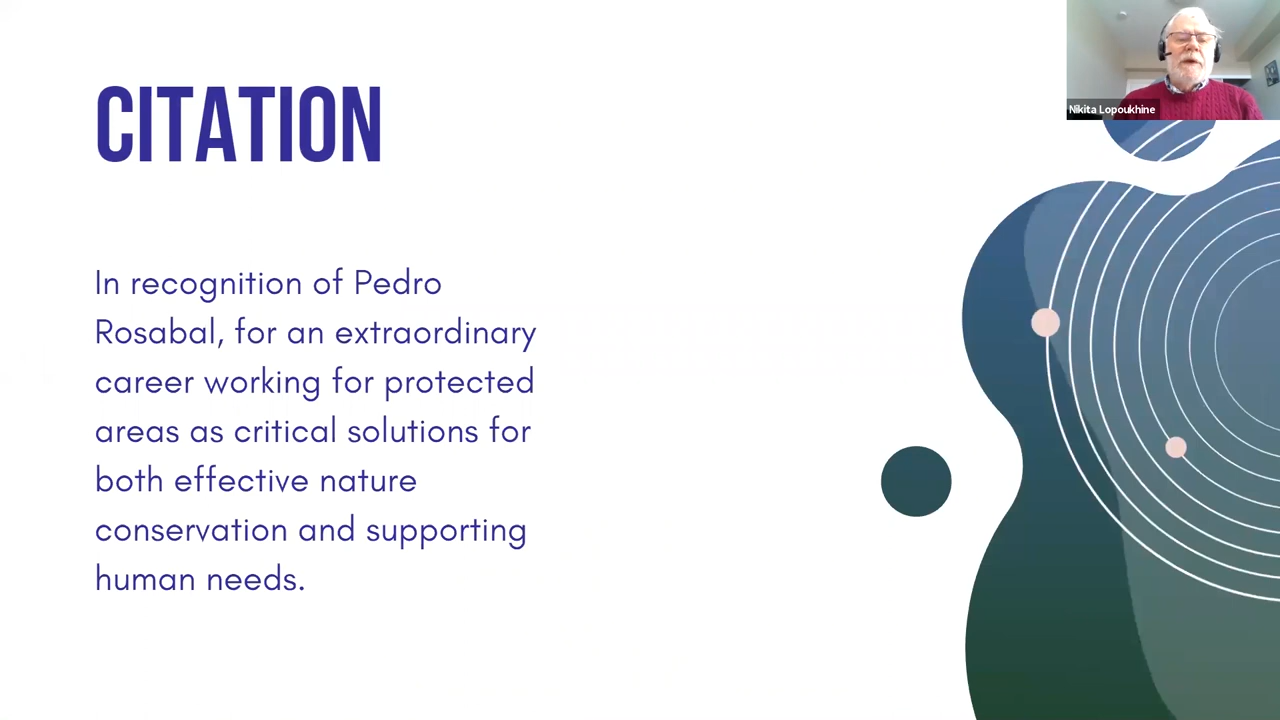 CITATION
In recognition of Pedro
Rosabal, for an extraordinary
career working for protected
areas as critical solutions for
both effective nature
conservation and supporting
human needs.
Nikita Lopoukhine